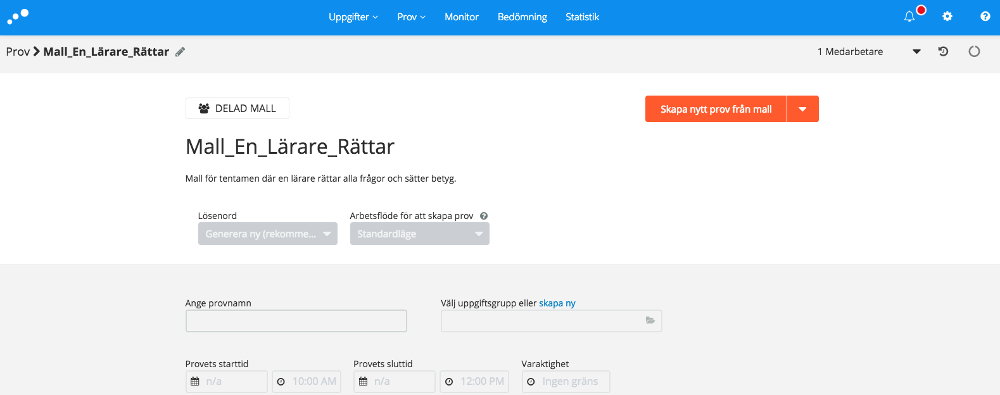 Uppgifter Prov Monitor Bedömning Statistik
Prov Mall_En_Lärare_Rättar 1 Medarbetare
DELAD MALL Skapa nytt prov från mall
Mall_En_Lärare_Rättar
Mall för tentamen där en lärare rättar alla frågor och sätter betyg.
Lösenord Arbetsflöde för att skapa prov
Generera ny (rekomme... Standardläge
Ange provnamn Välj uppgiftsgrupp eller skapa ny
Provets starttid Provets sluttid Varaktighet
n/a 10:00 AM n/a 12:00 PM Ingen gräns